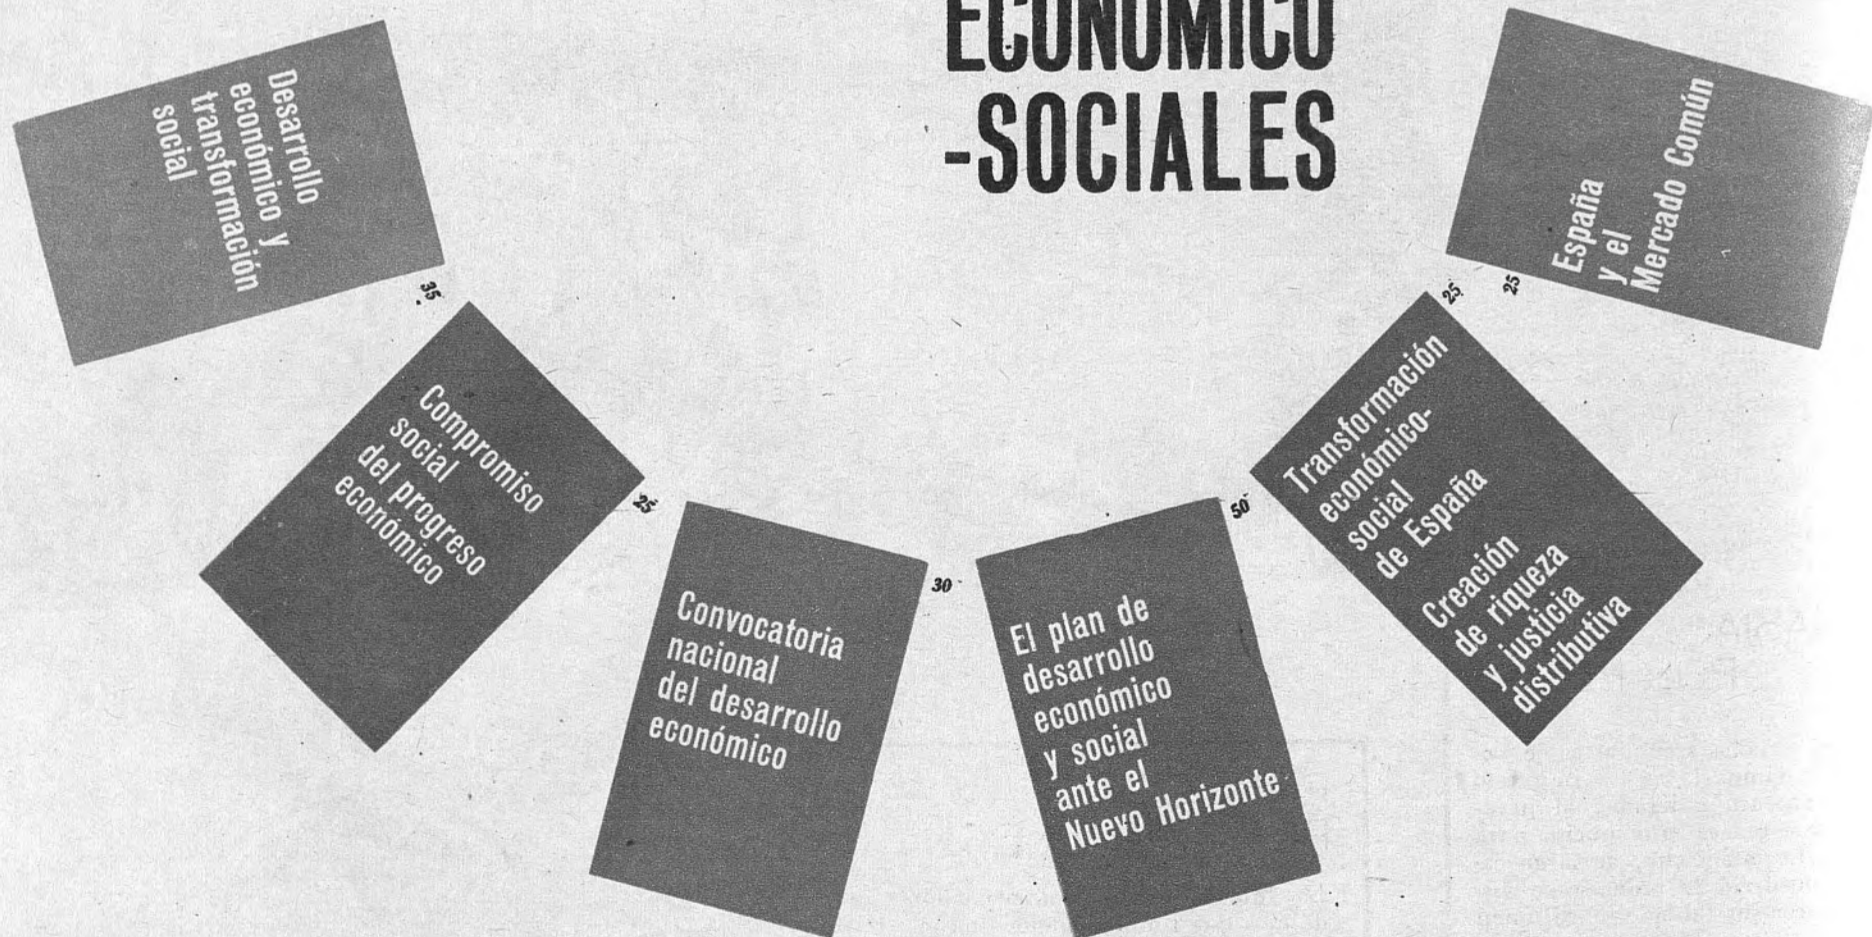 ECONOMICO
-SOCIALES
Desarrollo
económico y
transformación
social
35
Compromiso
social
del progreso
económico
25
Convocatoria
nacional
del desarrollo
económico
30
El plan de
desarrollo
económico
y social
ante el
Nuevo Horizonte
50
Transformación
económico-
social
de España
Creación
de riqueza
y justicia
distributiva
25
España
y el
Mercado Común
25